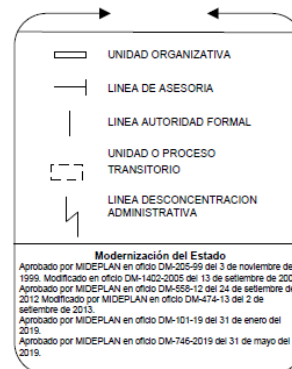 UNIDAD ORGANIZATIVA
LINEA DE ASESORIA
LINEA AUTORIDAD FORMAL
UNIDAD O PROCESO
TRANSITORIO
LINEA DESCONCENTRACION
ADMINISTRATIVA
Modernización del Estado
Aprobado por MIDEPLAN en oficio DM-205-99 del 3 de noviembre de
1999. Modificado en oficio DM-1402-2005 del 13 de setiembre de 200
Aprobado por MIDEPLAN en oficio DM-558-12 del 24 de setiembre de
2012 Modificado por MIDEPLAN en oficio DM-474-13 del 2 de
setiembre de 2013.
Aprobado por MIDEPLAN en oficio DM-101-19 del 31 de enero del
2019.
Aprobado por MIDEPLAN en oficio DM-746-2019 del 31 de mayo del
2019.